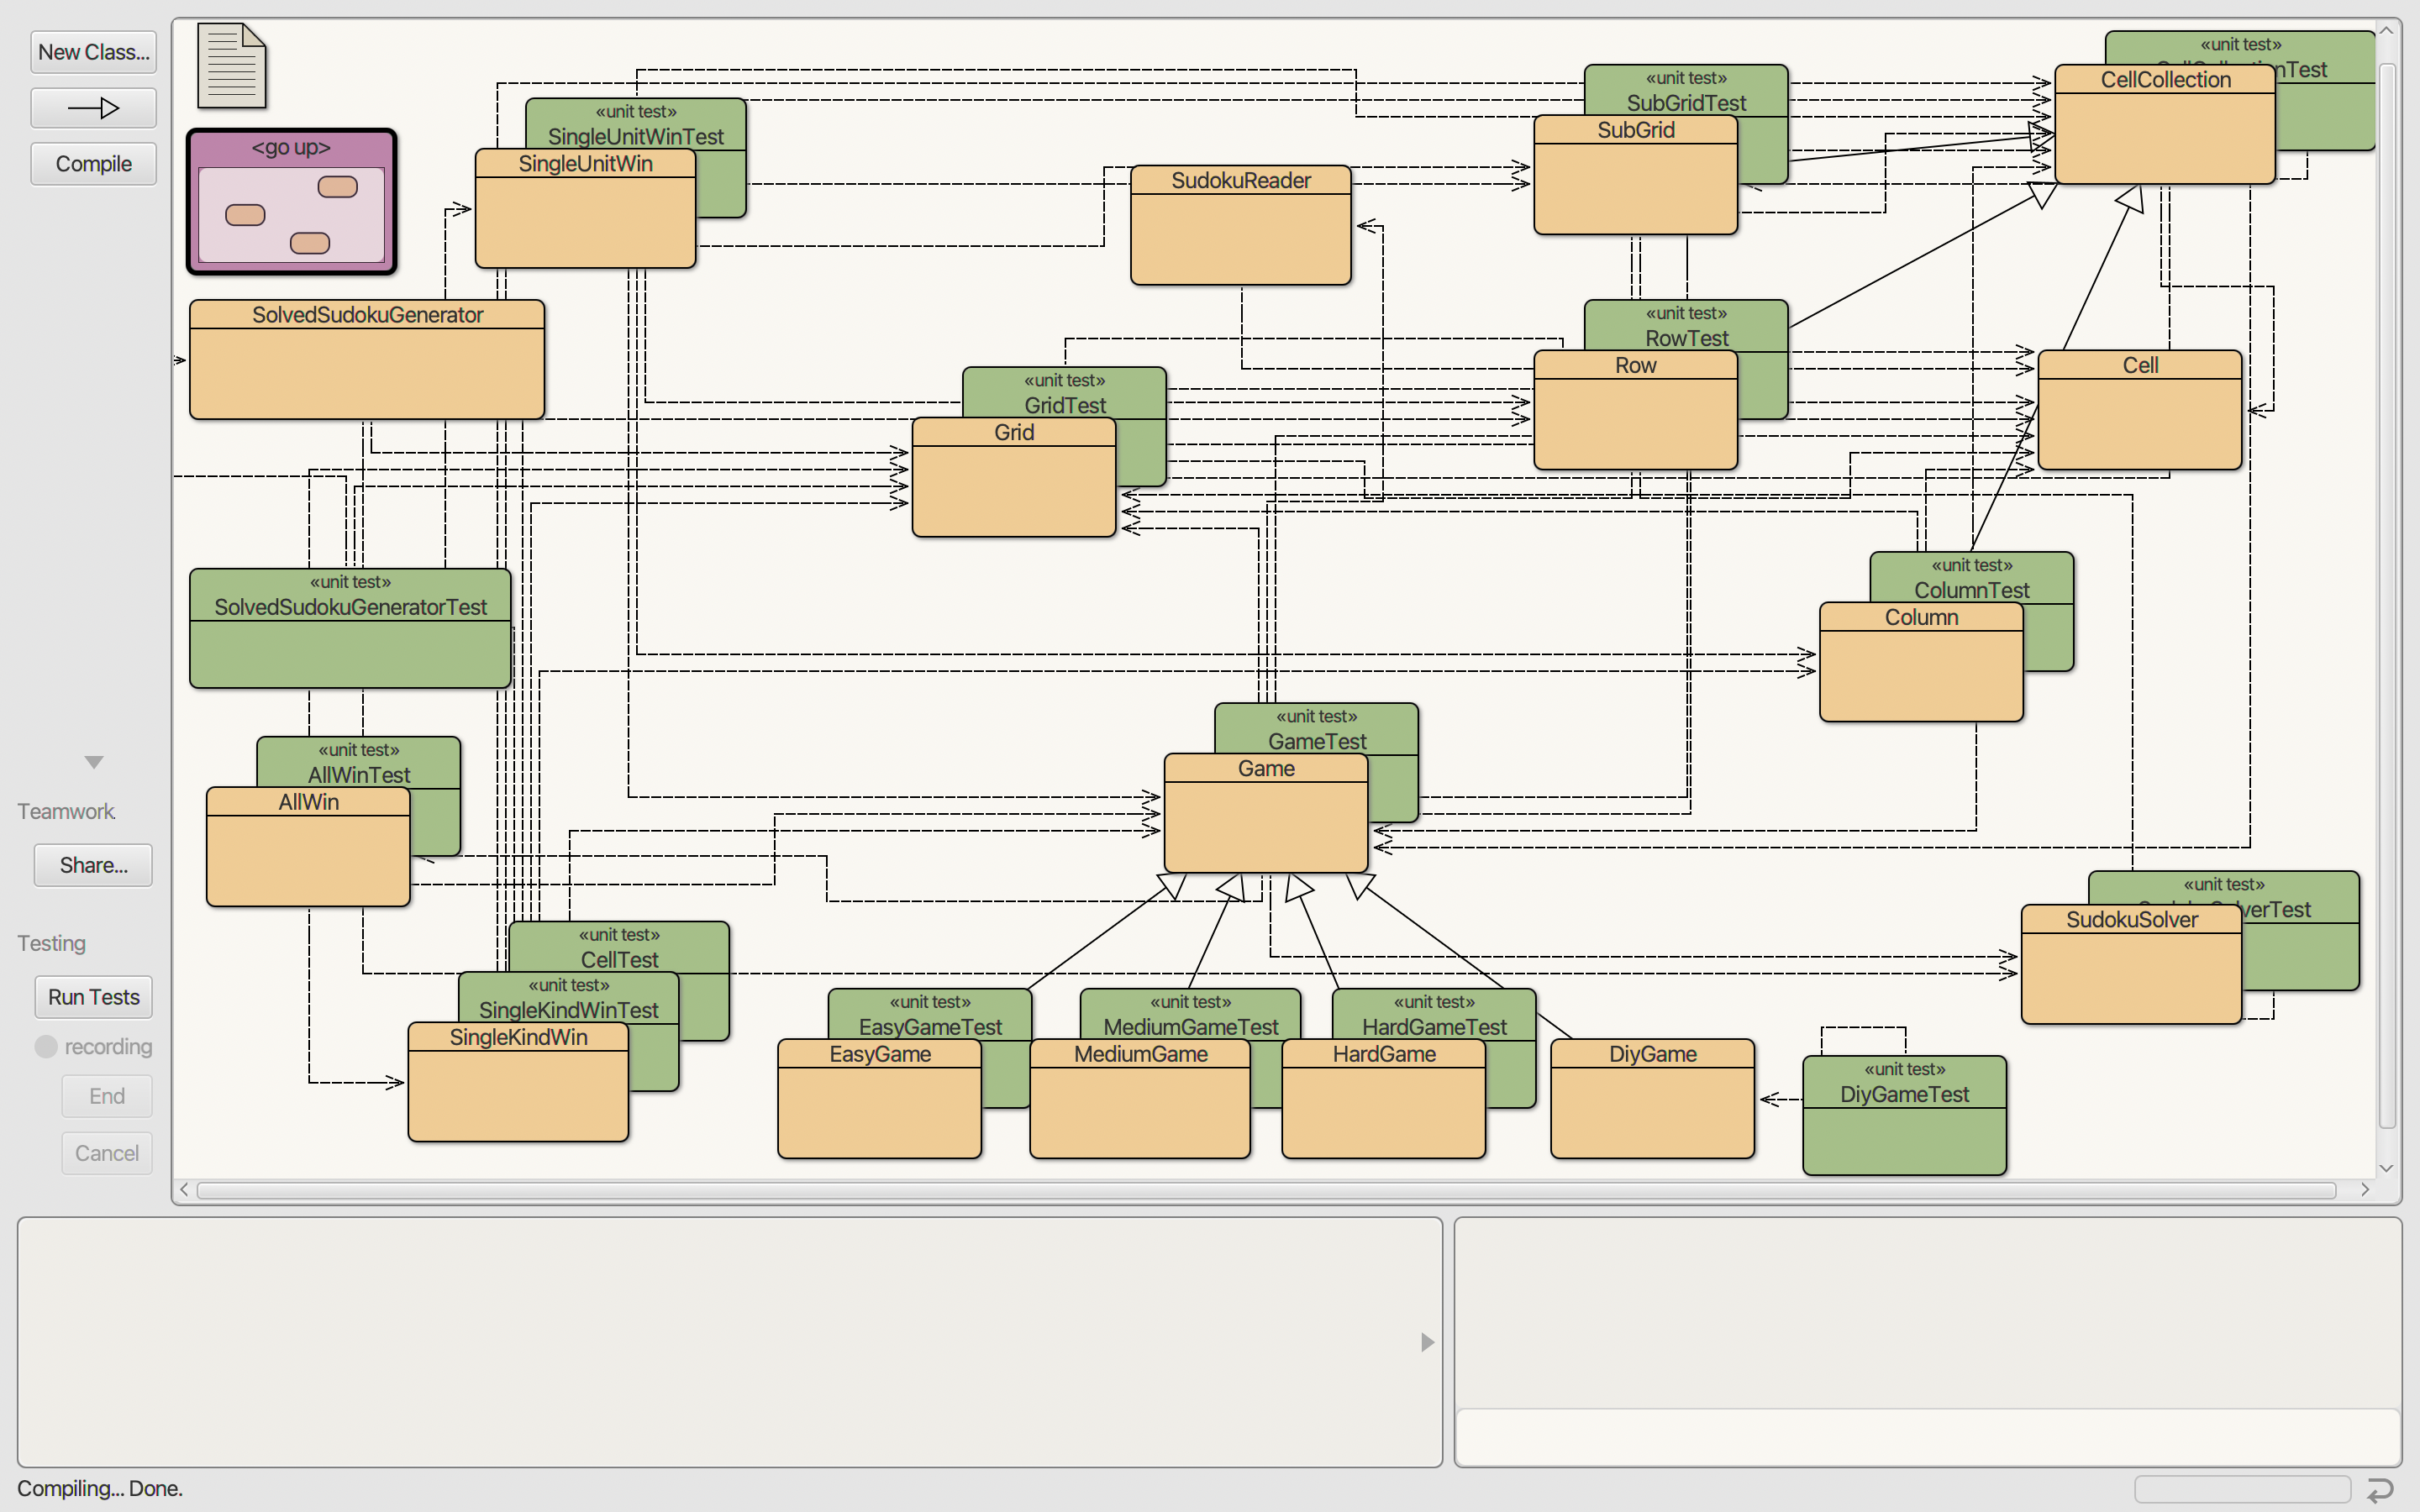 New Class...
Compile
<go up>
«unit test»
SingleUnitWinTest
SingleUnitWin
SudokuReader
«unit test»
SubGridTest
SubGrid
«unit test»
CellCollection
SolvedSudokuGenerator
«unit test»
GridTest
Grid
«unit test»
RowTest
Row
Cell
«unit test»
SolvedSudokuGeneratorTest
«unit test»
ColumnTest
Column
«unit test»
AllWinTest
AllWin
«unit test»
GameTest
Game
Teamwork
Share...
Testing
Run Tests
recording
End
Cancel
«unit test»
CellTest
«unit test»
SingleKindWinTest
SingleKindWin
«unit test»
EasyGameTest
EasyGame
«unit test»
MediumGameTest
MediumGame
«unit test»
HardGameTest
HardGame
DiyGame
«unit test»
DiyGameTest
«unit test»
SudokuSolver
Compiling... Done.